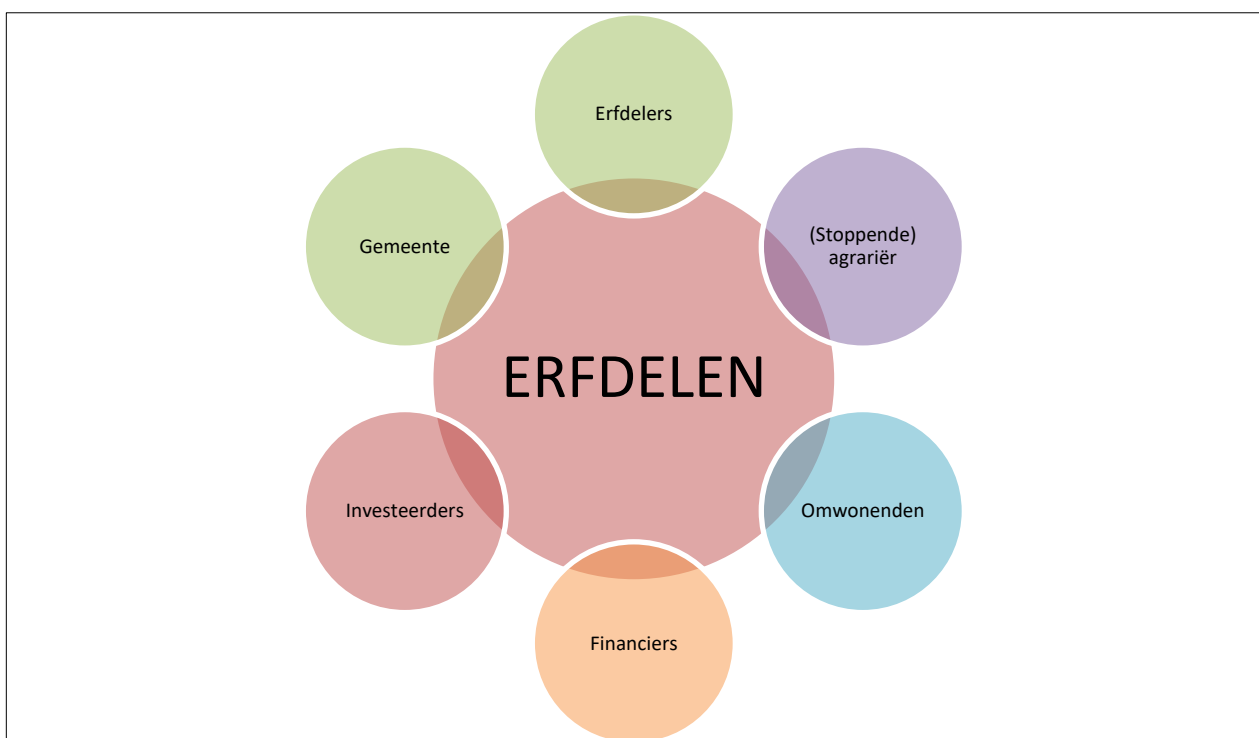 Erfdelers
(Stoppende)
agrariër
Gemeente
ERFDELEN
Investeerders
Omwonenden
Financiers